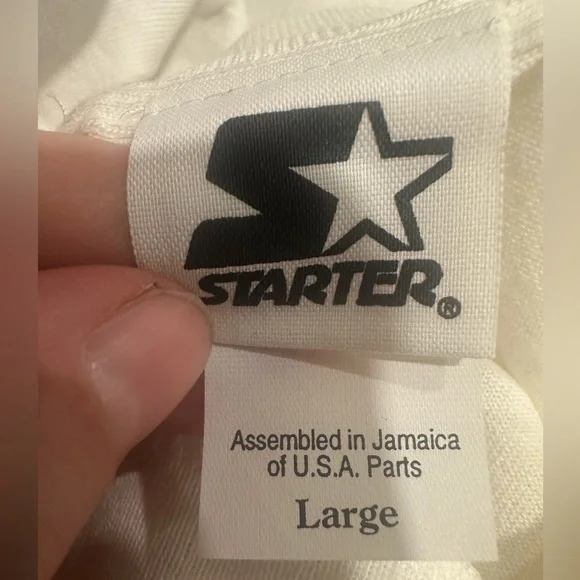 STARTER®
Assembled in Jamaica
of U.S.A. Parts
Large